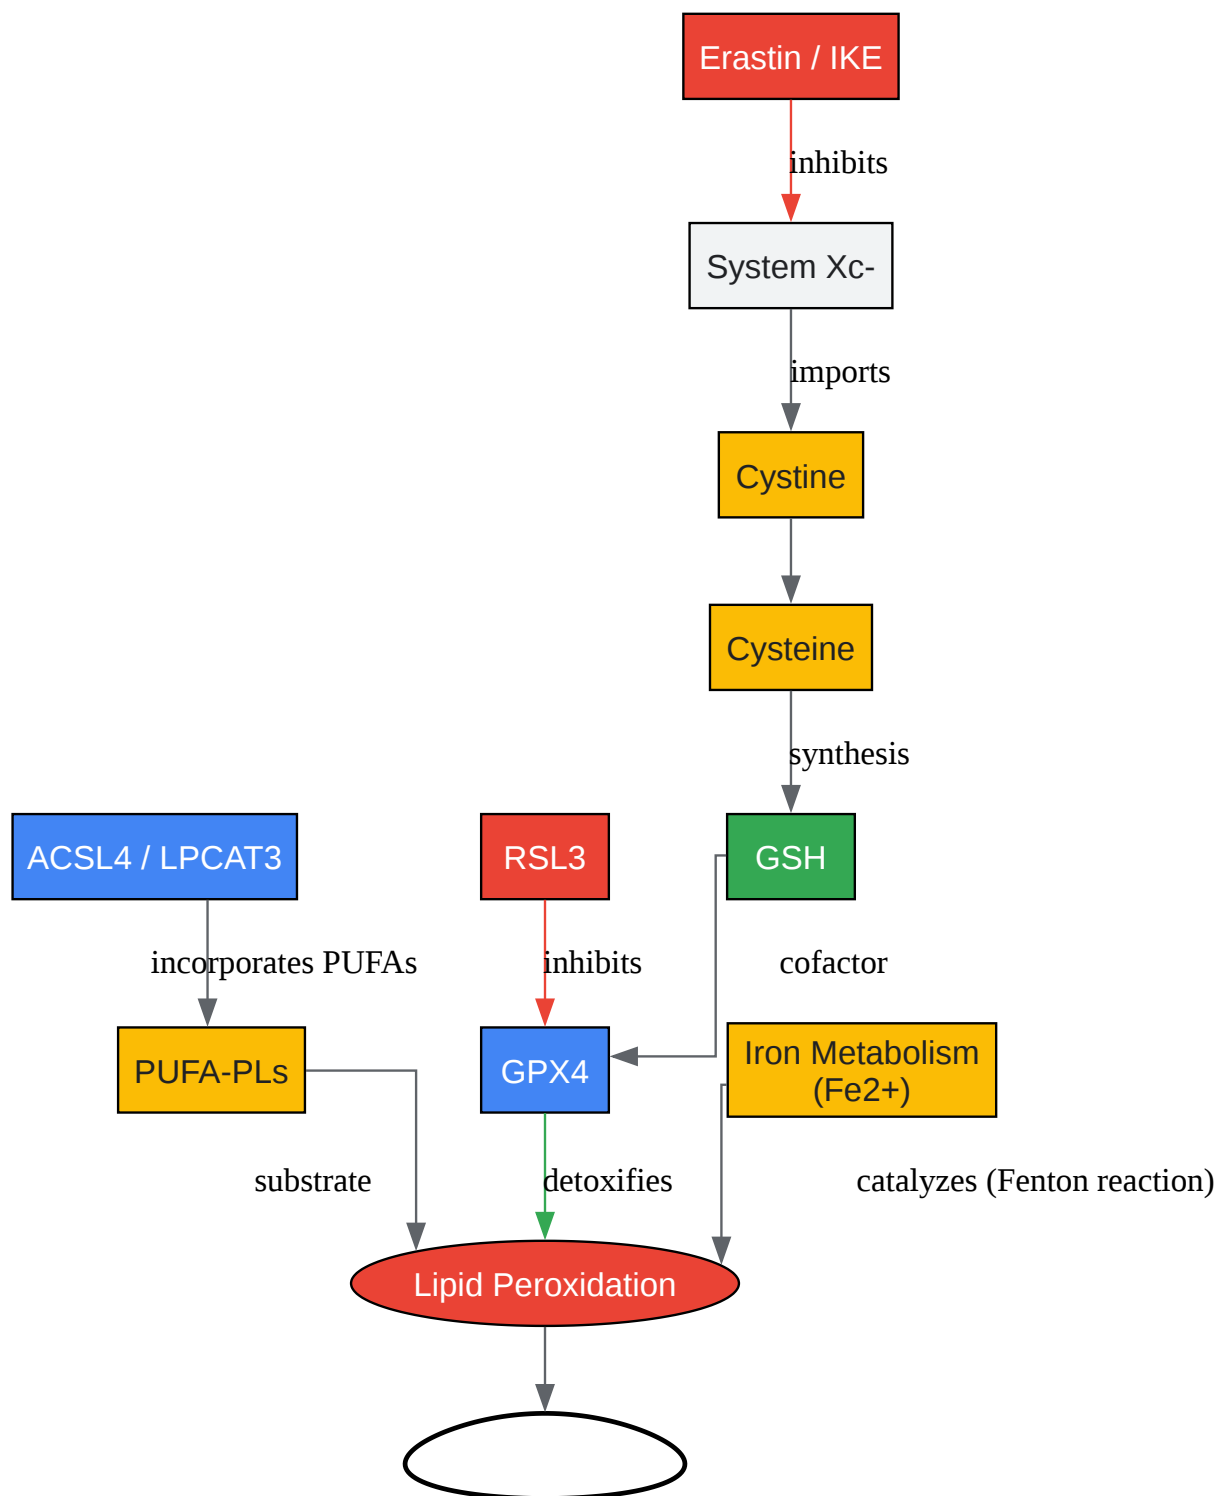 Erastin / IKE
inhibits
System Xc-
imports
Cystine
Cysteine
synthesis
ACSL4 / LPCAT3
RSL3
GSH
incorporates PUFAs
inhibits
cofactor
PUFA-PLs
GPX4
Iron Metabolism
(Fe2+)
substrate
detoxifies
catalyzes (Fenton reaction)
Lipid Peroxidation